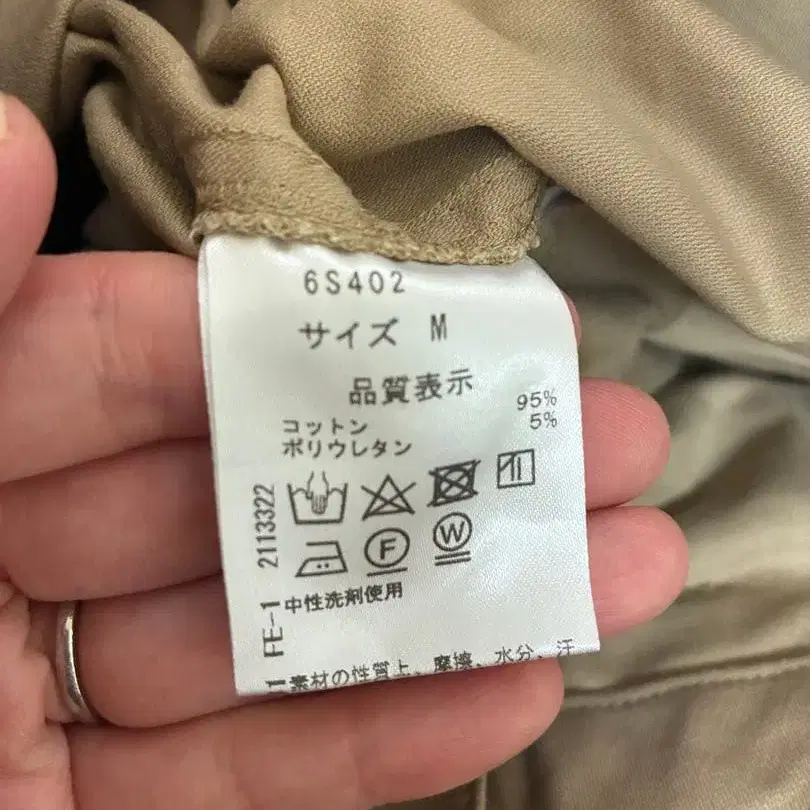 6S402
サイズ M
品質表示
コットン 95%
ポリウレタン 5%
F
W
中性洗剤使用
素材の性質上、摩擦、水分、汗
FE-1 2113322